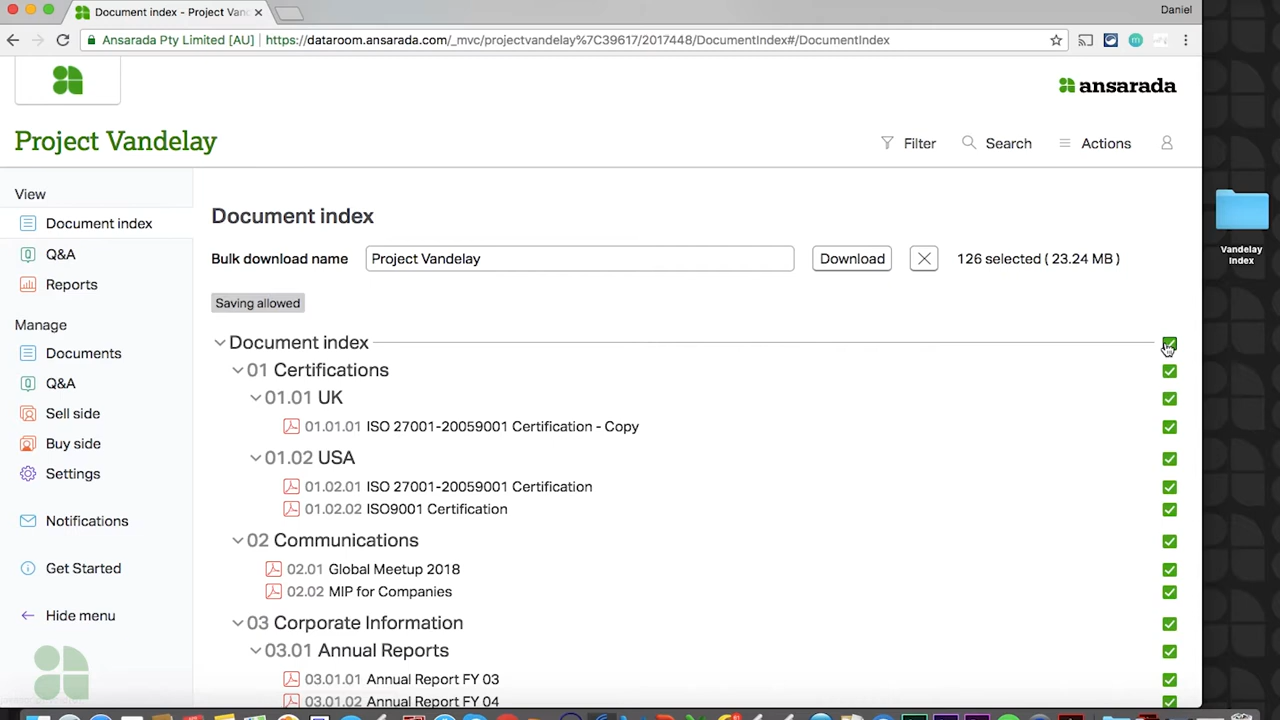 Document index - Project Van
Daniel
Ansarada Pty Limited [AU]
https://dataroom.ansarada.com/_mvc/projectvandelay%7C39617/2017448/DocumentIndex#/DocumentIndex
ansarada
Project Vandelay
Filter
Search
Actions
View
Document index
Q&A
Reports
Manage
Documents
Q&A
Sell side
Buy side
Settings
Notifications
Get Started
Hide menu
Document index
Bulk download name
Project Vandelay
Download
126 selected ( 23.24 MB )
Saving allowed
Document index
01 Certifications
01.01 UK
01.01.01 ISO 27001-20059001 Certification - Copy
01.02 USA
01.02.01 ISO 27001-20059001 Certification
01.02.02 ISO9001 Certification
02 Communications
02.01 Global Meetup 2018
02.02 MIP for Companies
03 Corporate Information
03.01 Annual Reports
03.01.01 Annual Report FY 03
03.01.02 Annual Report FY 04
Vandelay
Index